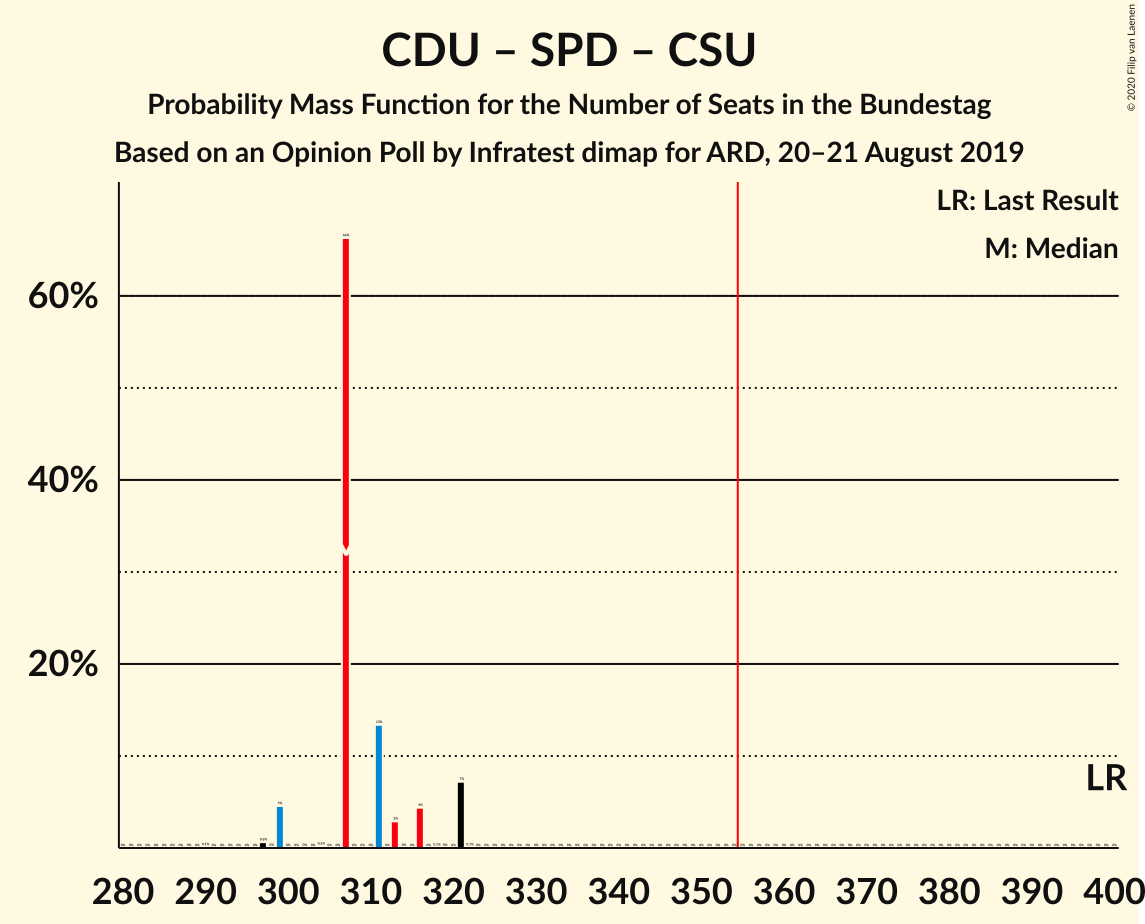 CDU – SPD – CSU
Probability Mass Function for the Number of Seats in the Bundestag
Based on an Opinion Poll by Infratest dimap for ARD, 20–21 August 2019
© 2020 Filip van Laenen
LR: Last Result
M: Median
60%
40%
20%
LR
280 290 300 310 320 330 340 350 360 370 380 390 400